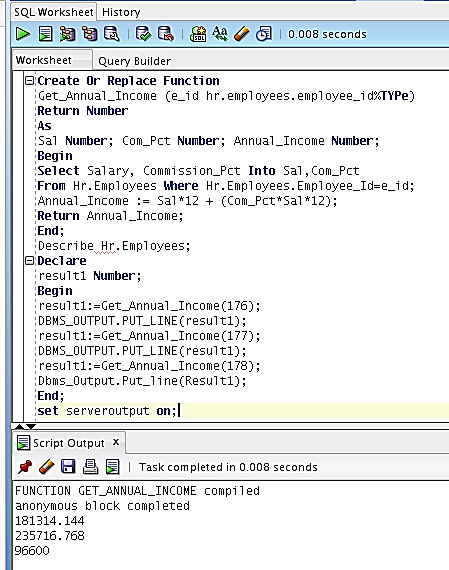 SQL Worksheet History
0.008 seconds
Worksheet Query Builder
Create Or Replace Function
Get_Annual_Income (e_id hr.employees.employee_id%TYPe)
Return Number
As
Sal Number; Com_Pct Number; Annual_Income Number;
Begin
Select Salary, Commission_Pct Into Sal,Com_Pct
From Hr.Employees Where Hr.Employees.Employee_Id=e_id;
Annual_Income := Sal*12 + (Com_Pct*Sal*12);
Return Annual_Income;
End;
Describe Hr.Employees;
Declare
result1 Number;
Begin
result1:=Get_Annual_Income(176);
DBMS_OUTPUT.PUT_LINE(result1);
result1:=Get_Annual_Income(177);
DBMS_OUTPUT.PUT_LINE(result1);
result1:=Get_Annual_Income(178);
Dbms_Output.Put_line(Result1);
End;
set serveroutput on;
Script Output x
Task completed in 0.008 seconds
FUNCTION GET_ANNUAL_INCOME compiled
anonymous block completed
181314.144
235716.768
96600